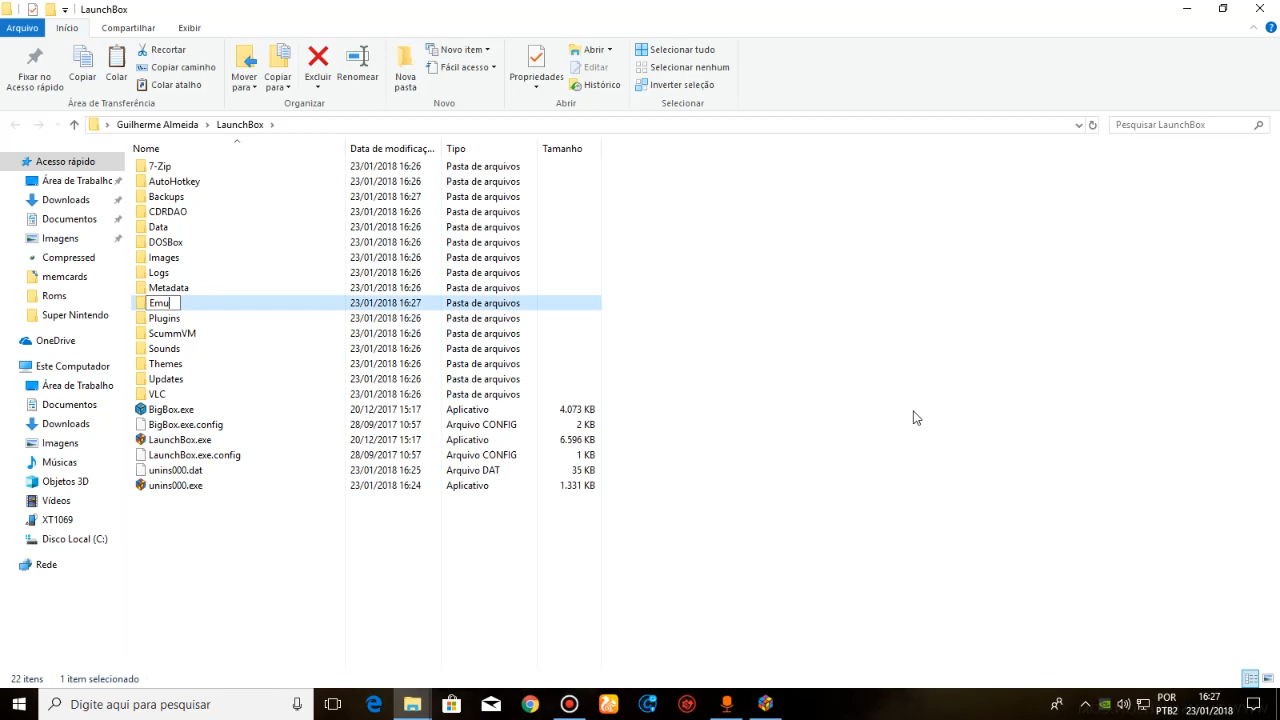 LaunchBox
Arquivo Início Compartilhar Exibir
Fixar no Acesso rápido
Copiar
Colar
Recortar
Copiar caminho
Colar atalho
Área de Transferência
Mover para
Copiar para
Excluir
Renomear
Organizar
Nova pasta
Novo item
Fácil acesso
Novo
Propriedades
Abrir
Editar
Histórico
Abrir
Selecionar tudo
Selecionar nenhum
Inverter seleção
Selecionar
Guilherme Almeida > LaunchBox >
Pesquisar LaunchBox
Acesso rápido
Área de Trabalhc
Downloads
Documentos
Imagens
Compressed
memcards
Roms
Super Nintendo
OneDrive
Este Computador
Área de Trabalho
Documentos
Downloads
Imagens
Músicas
Objetos 3D
Vídeos
XT1069
Disco Local (C:)
Rede
Nome Data de modificaç... Tipo Tamanho
7-Zip 23/01/2018 16:26 Pasta de arquivos
AutoHotkey 23/01/2018 16:26 Pasta de arquivos
Backups 23/01/2018 16:27 Pasta de arquivos
CDRDAO 23/01/2018 16:26 Pasta de arquivos
Data 23/01/2018 16:26 Pasta de arquivos
DOSBox 23/01/2018 16:26 Pasta de arquivos
Images 23/01/2018 16:26 Pasta de arquivos
Logs 23/01/2018 16:26 Pasta de arquivos
Metadata 23/01/2018 16:26 Pasta de arquivos
Emu 23/01/2018 16:27 Pasta de arquivos
Plugins 23/01/2018 16:26 Pasta de arquivos
ScummVM 23/01/2018 16:26 Pasta de arquivos
Sounds 23/01/2018 16:26 Pasta de arquivos
Themes 23/01/2018 16:26 Pasta de arquivos
Updates 23/01/2018 16:26 Pasta de arquivos
VLC 23/01/2018 16:26 Pasta de arquivos
BigBox.exe 20/12/2017 15:17 Aplicativo 4.073 KB
BigBox.exe.config 28/09/2017 10:57 Arquivo CONFIG 2 KB
LaunchBox.exe 20/12/2017 15:17 Aplicativo 6.596 KB
LaunchBox.exe.config 28/09/2017 10:57 Arquivo CONFIG 1 KB
unins000.dat 23/01/2018 16:26 Arquivo DAT 35 KB
unins000.exe 23/01/2018 16:24 Aplicativo 1.331 KB
22 itens 1 item selecionado
Digite aqui para pesquisar
POR
PTB2
16:27
23/01/2018